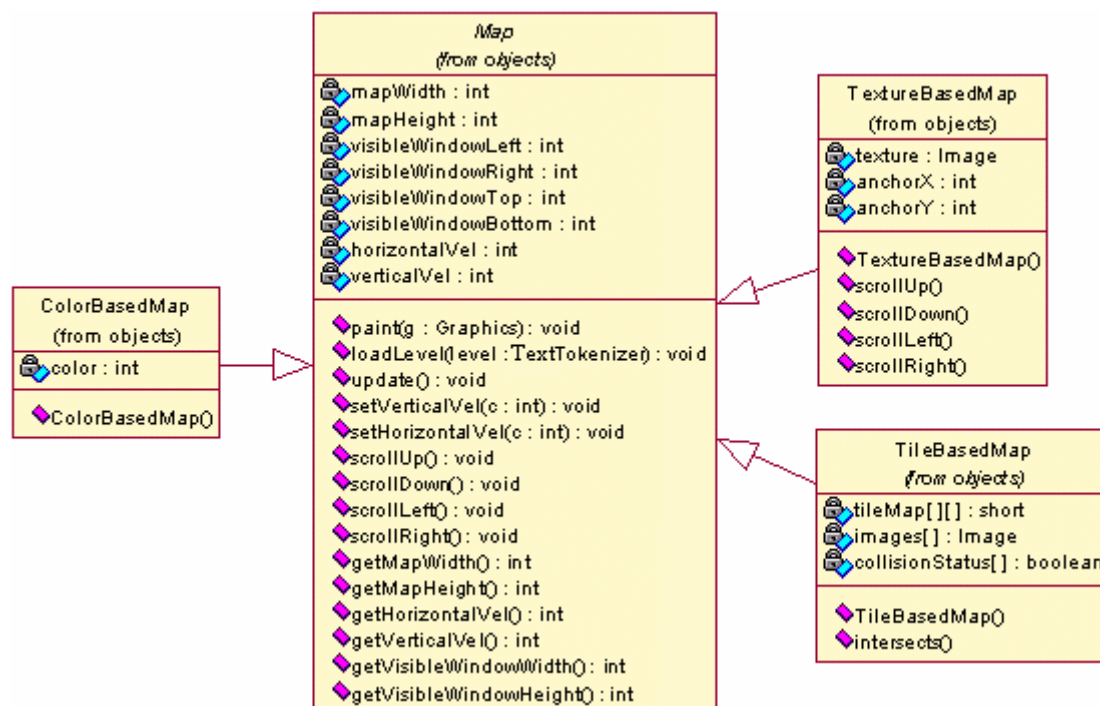 Map
(from objects)
mapWidth : int
mapHeight : int
visibleWindowLeft : int
visibleWindowRight : int
visibleWindowTop : int
visibleWindowBottom : int
horizontalVel : int
verticalVel : int
paint(g : Graphics) : void
loadLevel(level : TextTokenizer) : void
update() : void
setVerticalVel(c : int) : void
setHorizontalVel(c : int) : void
scrollUp() : void
scrollDown() : void
scrollLeft() : void
scrollRight() : void
getMapWidth() : int
getMapHeight() : int
getHorizontalVel() : int
getVerticalVel() : int
getVisibleWindowWidth() : int
getVisibleWindowHeight() : int
ColorBasedMap
(from objects)
color : int
ColorBasedMap()
TextureBasedMap
(from objects)
texture : Image
anchorX : int
anchorY : int
TextureBasedMap()
scrollUp()
scrollDown()
scrollLeft()
scrollRight()
TileBasedMap
(from objects)
tileMap[][] : short
images[] : Image
collisionStatus[] : boolean
TileBasedMap()
intersects()